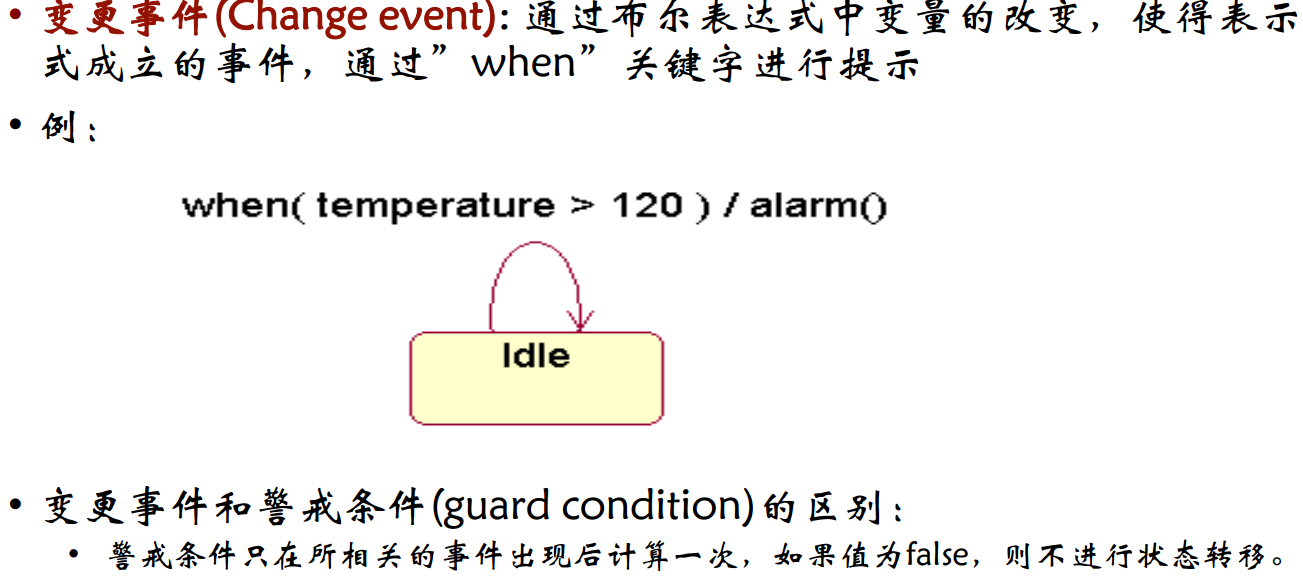 • 变更事件(Change event): 通过布尔表达式中变量的改变，使得表示
式成立的事件，通过”when”关键字进行提示
• 例：
when( temperature > 120 ) / alarm()
Idle
• 变更事件和警戒条件(guard condition)的区别：
• 警戒条件只在所相关的事件出现后计算一次，如果值为false，则不进行状态转移。